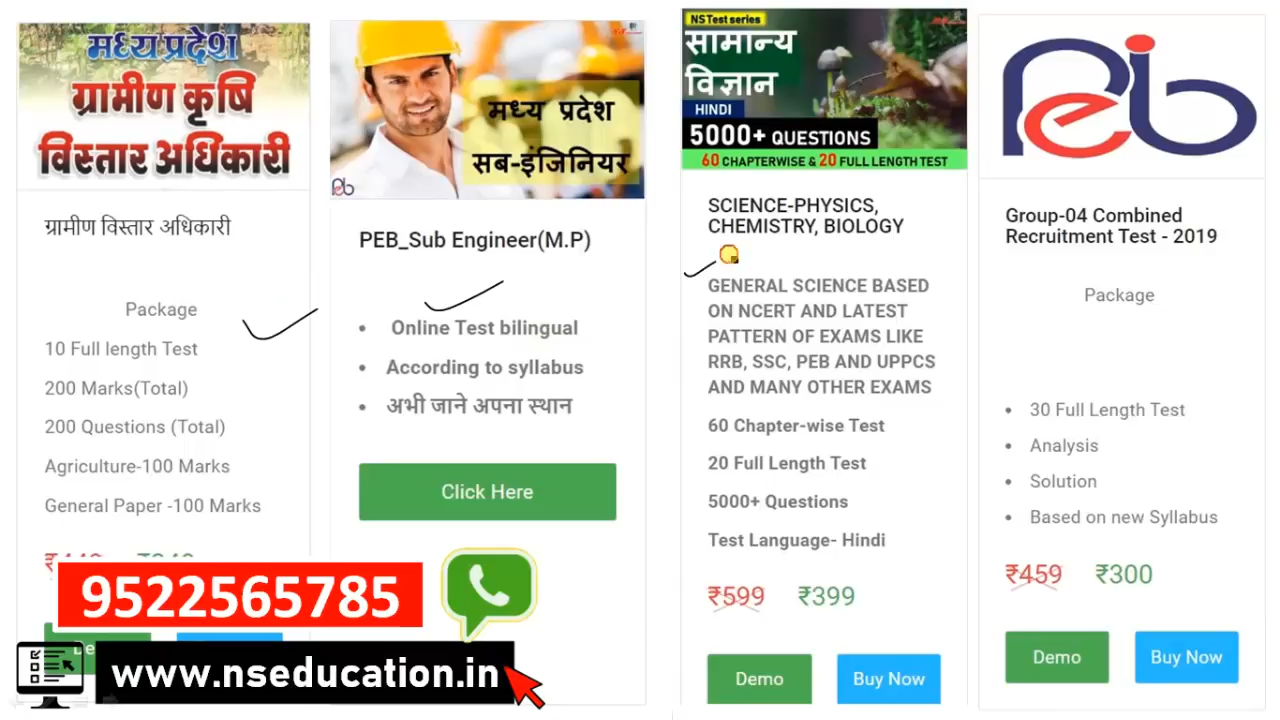 मध्य प्रदेश
ग्रामीण कृषि
विस्तार अधिकारी
ग्रामीण विस्तार अधिकारी
Package
10 Full length Test
200 Marks(Total)
200 Questions (Total)
Agriculture-100 Marks
General Paper -100 Marks
9522565785
www.nseducation.in
मध्य प्रदेश
सब-इंजिनियर
Peb
PEB_Sub Engineer(M.P)
Online Test bilingual
According to syllabus
अभी जाने अपना स्थान
Click Here
NS Test series
सामान्य
विज्ञान
HINDI
5000+ QUESTIONS
60 CHAPTERWISE & 20 FULL LENGTH TEST
SCIENCE-PHYSICS,
CHEMISTRY, BIOLOGY
GENERAL SCIENCE BASED
ON NCERT AND LATEST
PATTERN OF EXAMS LIKE
RRB, SSC, PEB AND UPPCS
AND MANY OTHER EXAMS
60 Chapter-wise Test
20 Full Length Test
5000+ Questions
Test Language- Hindi
₹599 ₹399
Demo Buy Now
Peb
Group-04 Combined
Recruitment Test - 2019
Package
30 Full Length Test
Analysis
Solution
Based on new Syllabus
₹459 ₹300
Demo Buy Now